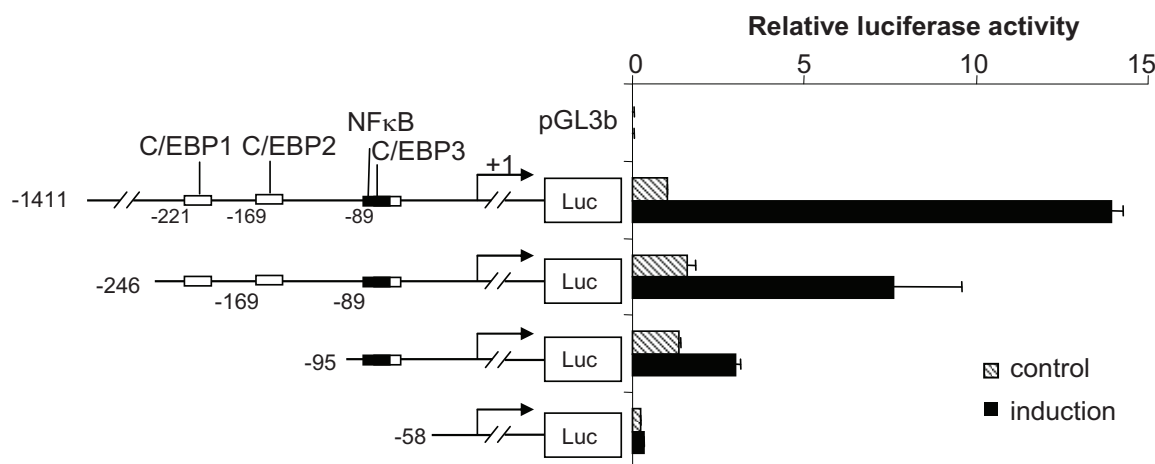 Relative luciferase activity
0 5 10 15
pGL3b
NFκB
C/EBP1 C/EBP2 C/EBP3
+1
-1411 Luc
-221 -169 -89
-246 Luc
-169 -89
-95 Luc
control
induction
-58 Luc